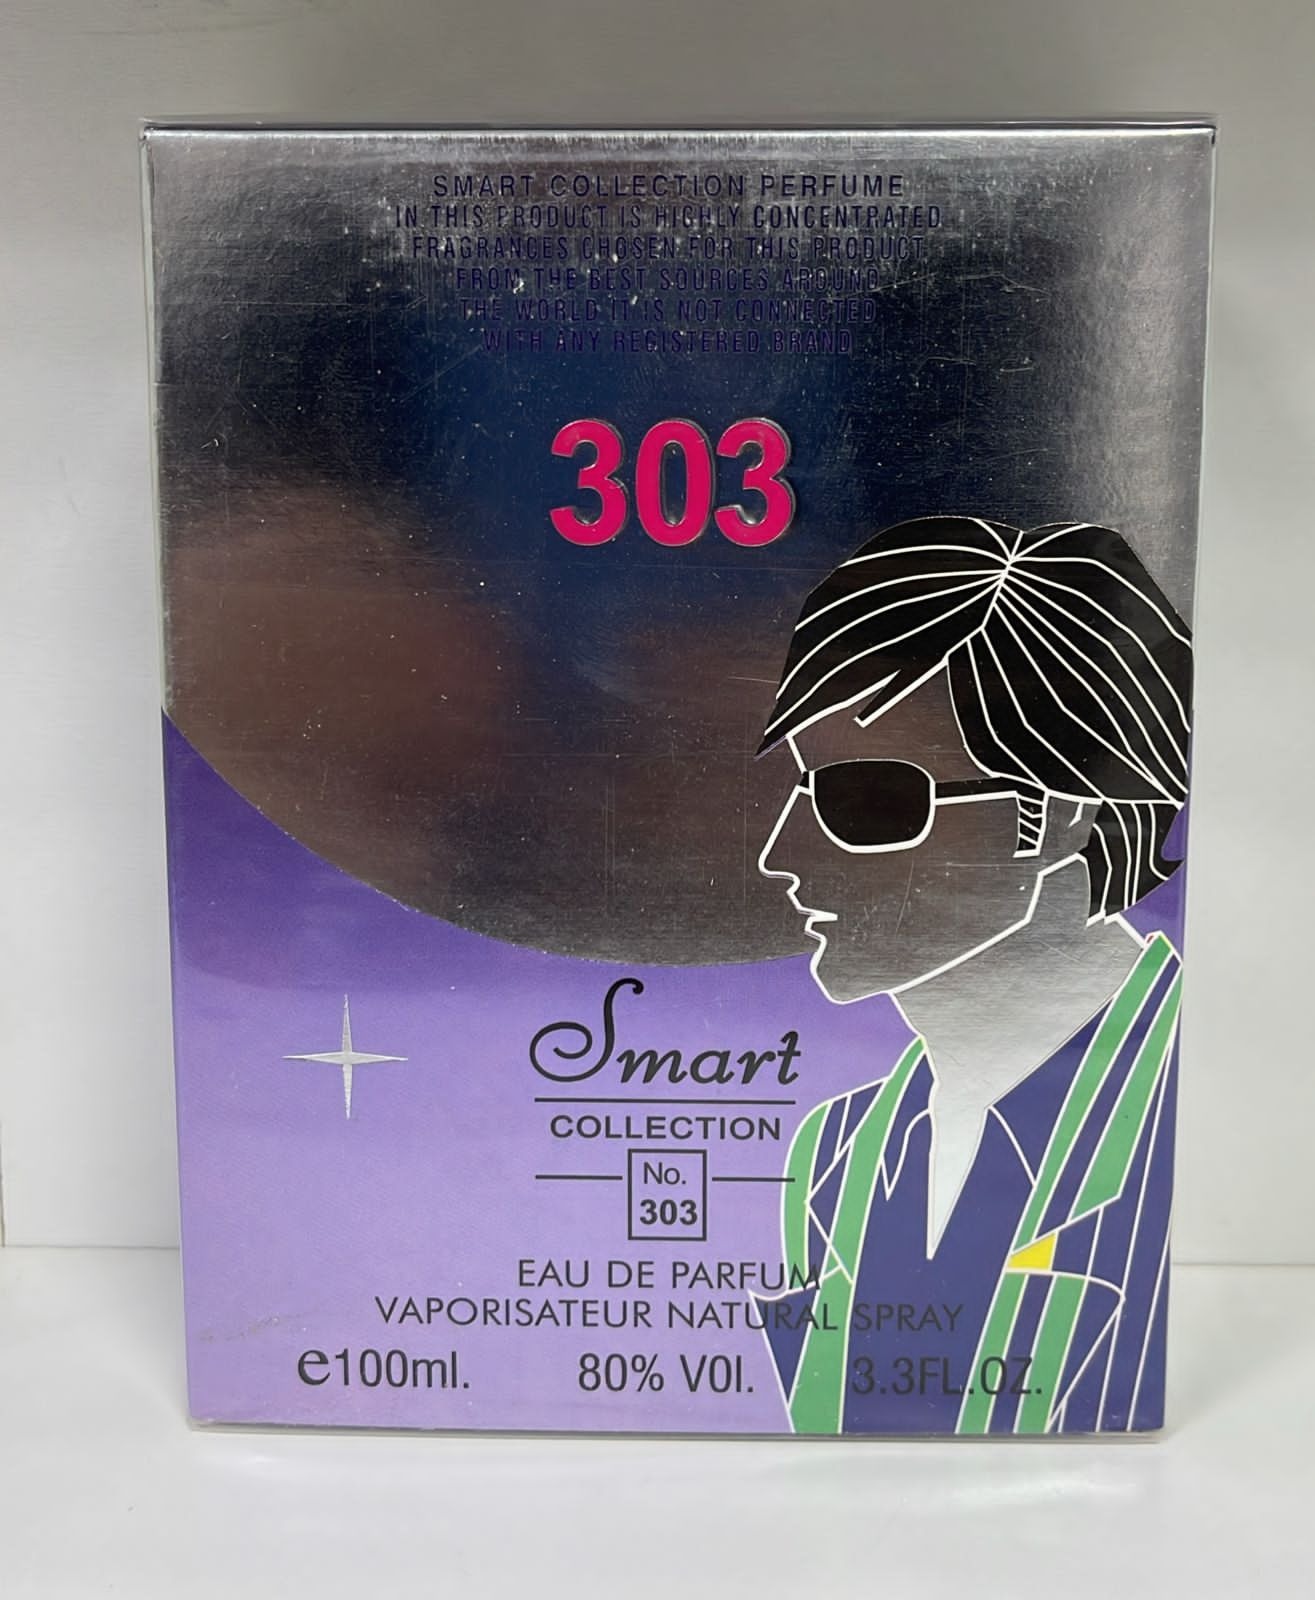 SMART COLLECTION PERFUME
IN THIS PRODUCT IS HIGHLY CONCENTRATED
FRAGRANCES CHOSEN FOR THIS PRODUCT
FROM THE BEST SOURCES AROUND
THE WORLD IT IS NOT CONNECTED
WITH ANY REGISTERED BRAND
303
Smart
COLLECTION
No.
303
EAU DE PARFUM
VAPORISATEUR NATURAL SPRAY
e100ml. 80% VOl. 3.3FL.OZ.